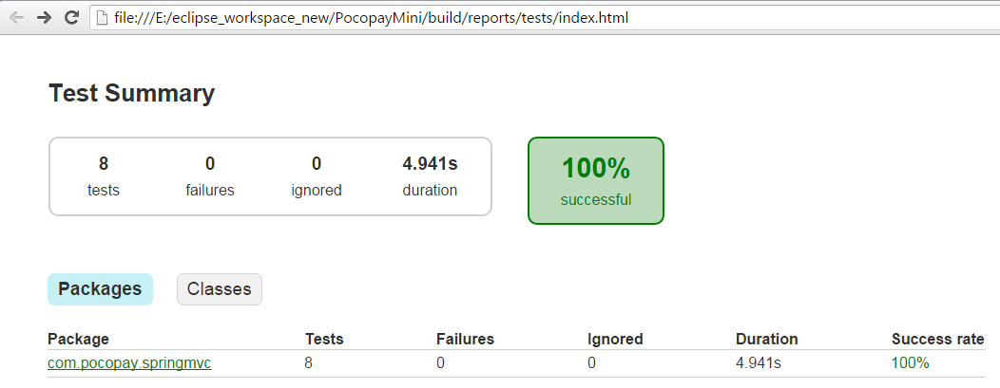 file:///E:/eclipse_workspace_new/PocopayMini/build/reports/tests/index.html
Test Summary
8 0 0 4.941s
tests failures ignored duration
100%
successful
Packages Classes
Package Tests Failures Ignored Duration Success rate
com.pocopay.springmvc 8 0 0 4.941s 100%